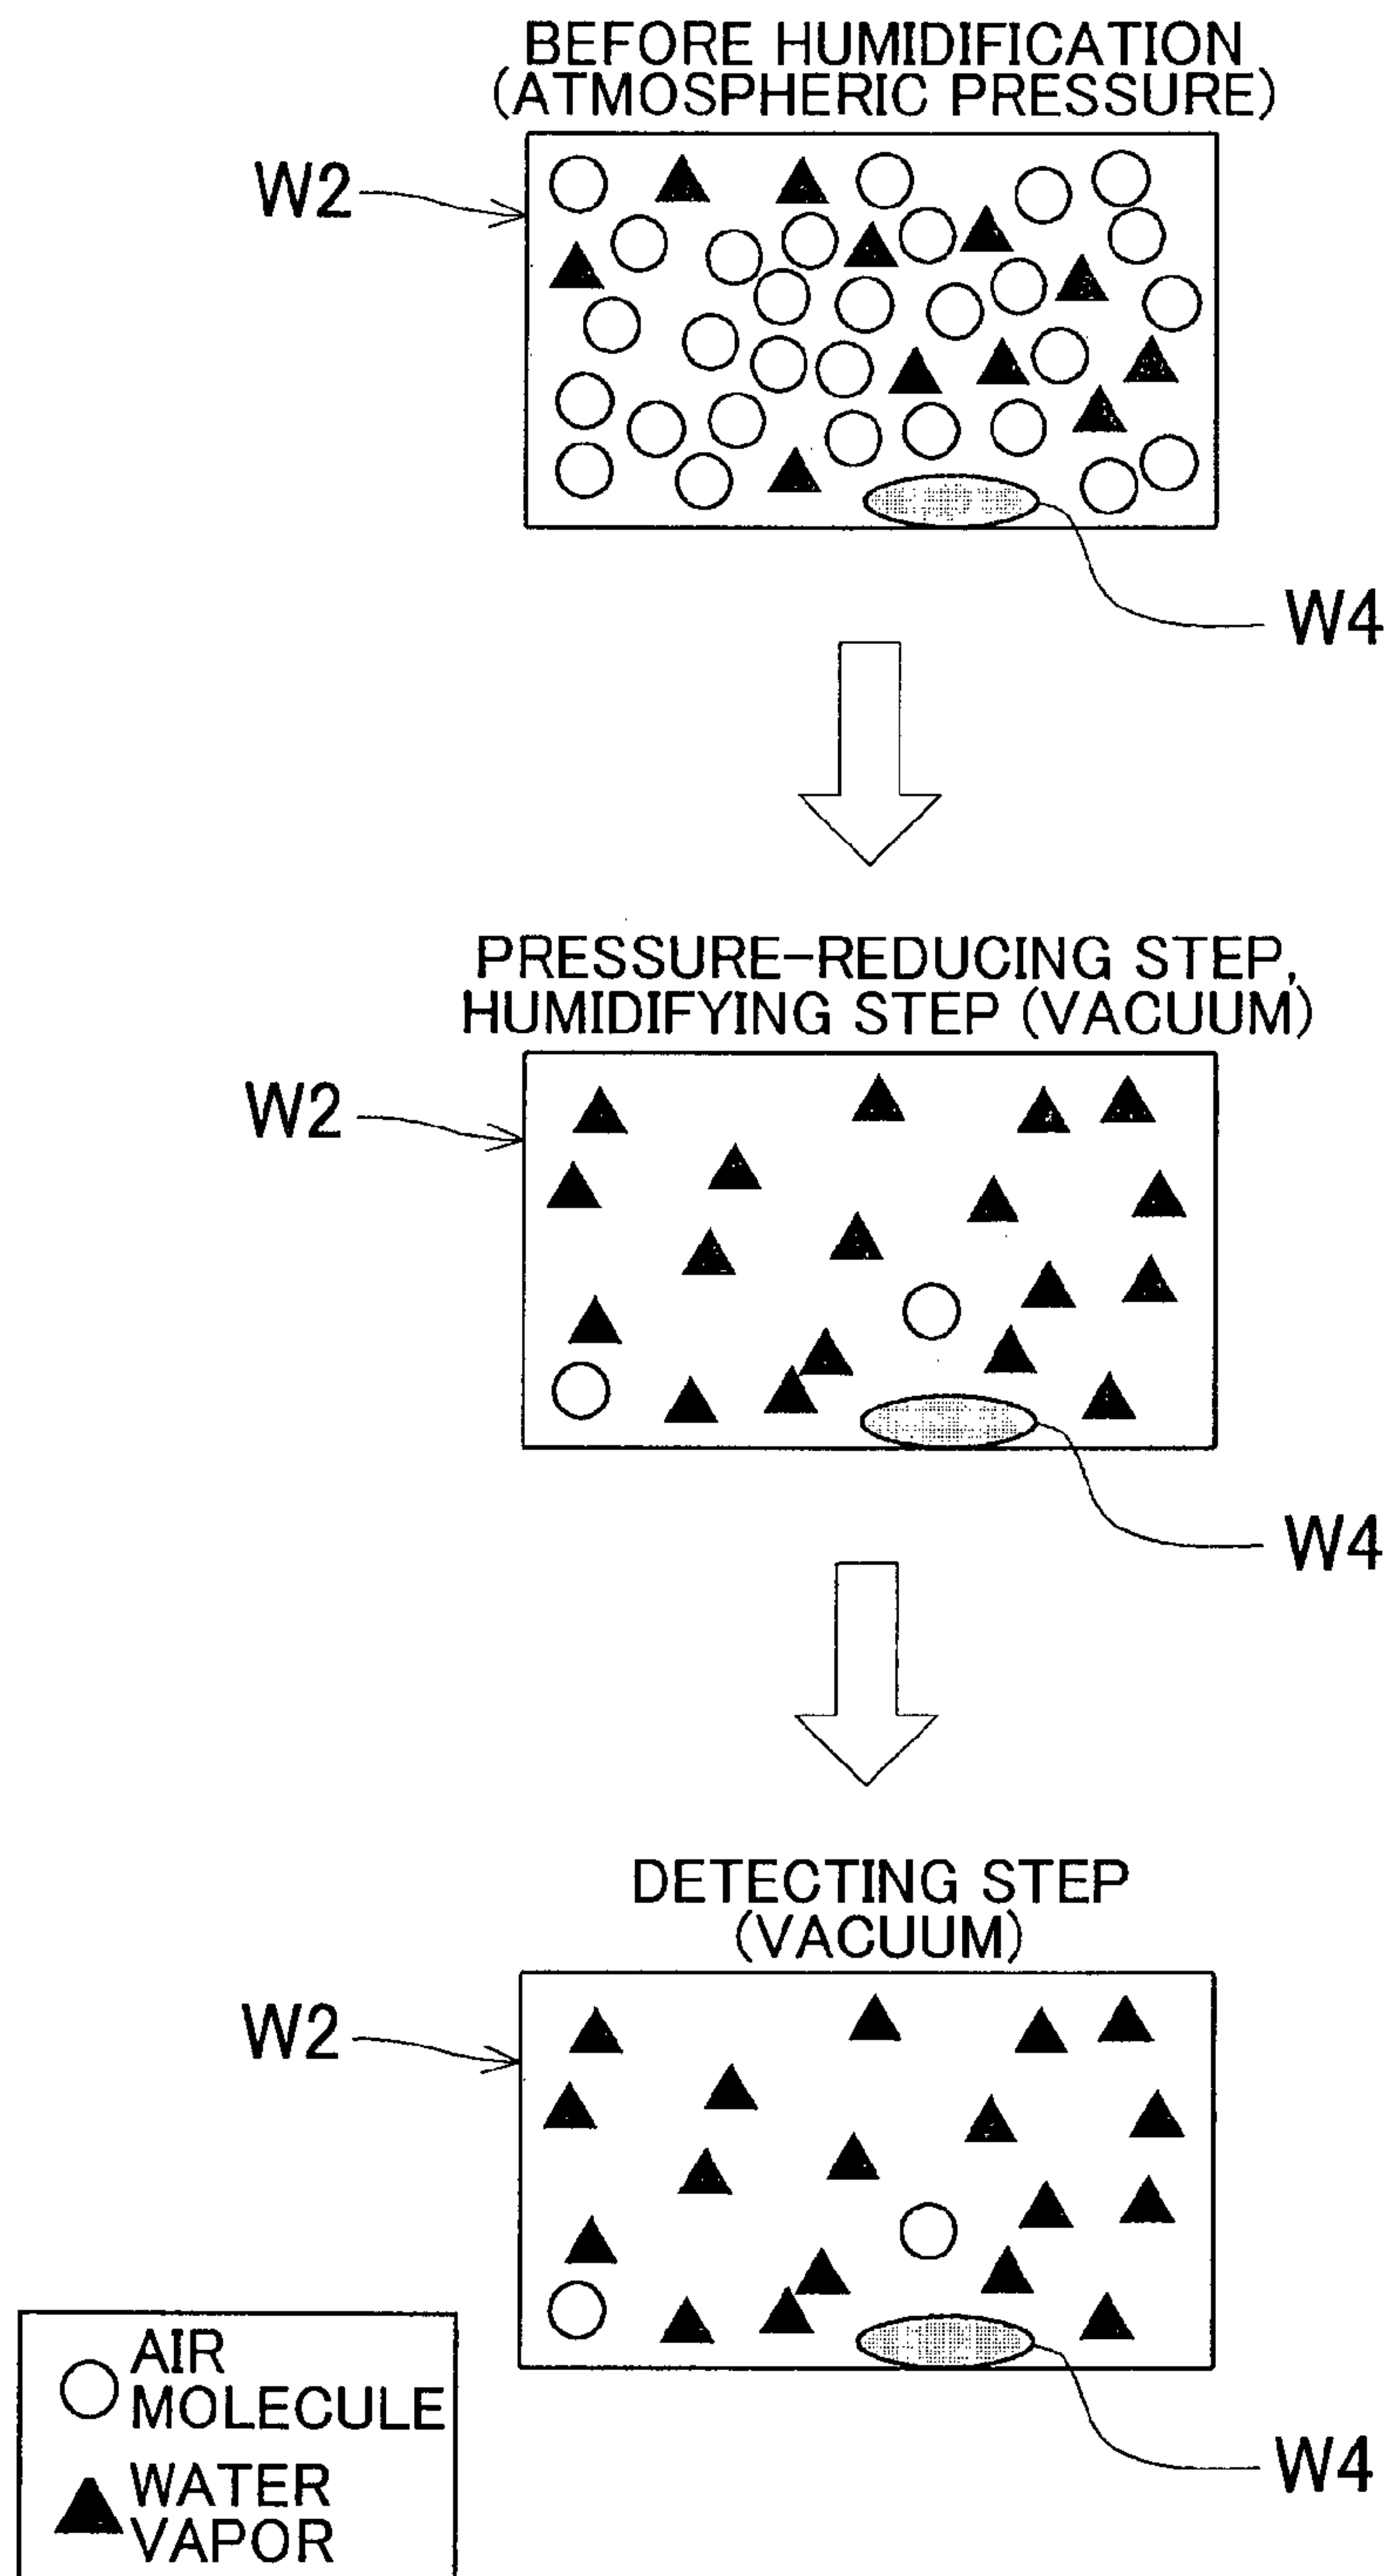 BEFORE HUMIDIFICATION
(ATMOSPHERIC PRESSURE)
W2
W4
PRESSURE-REDUCING STEP,
HUMIDIFYING STEP (VACUUM)
W2
W4
DETECTING STEP
(VACUUM)
W2
W4
AIR
MOLECULE
WATER
VAPOR